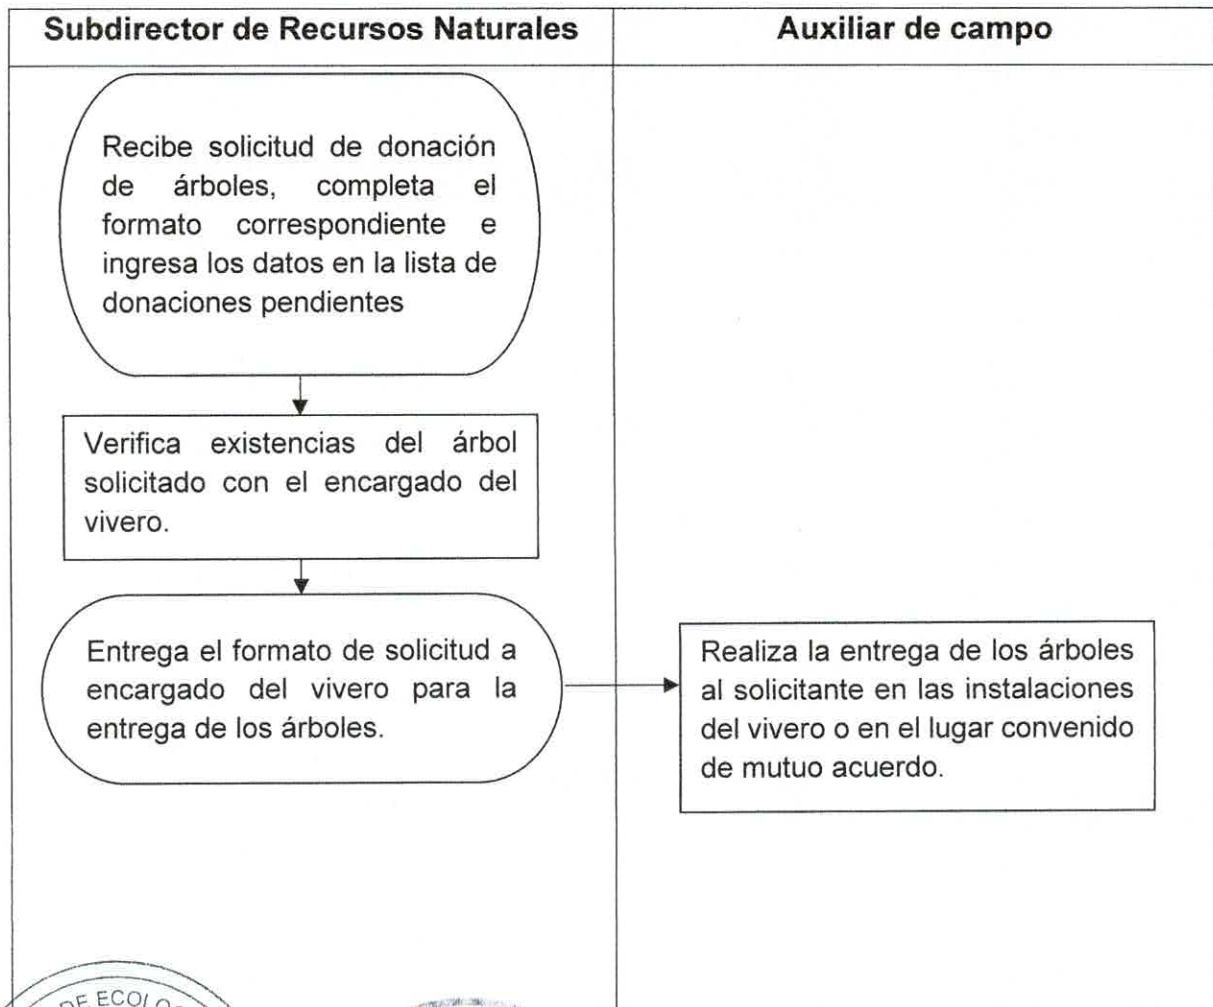 Subdirector de Recursos Naturales
Auxiliar de campo
Recibe solicitud de donación
de árboles, completa el
formato correspondiente e
ingresa los datos en la lista de
donaciones pendientes
Verifica existencias del árbol
solicitado con el encargado del
vivero.
Entrega el formato de solicitud a
encargado del vivero para la
entrega de los árboles.
Realiza la entrega de los árboles
al solicitante en las instalaciones
del vivero o en el lugar convenido
de mutuo acuerdo.
DE ECOLO